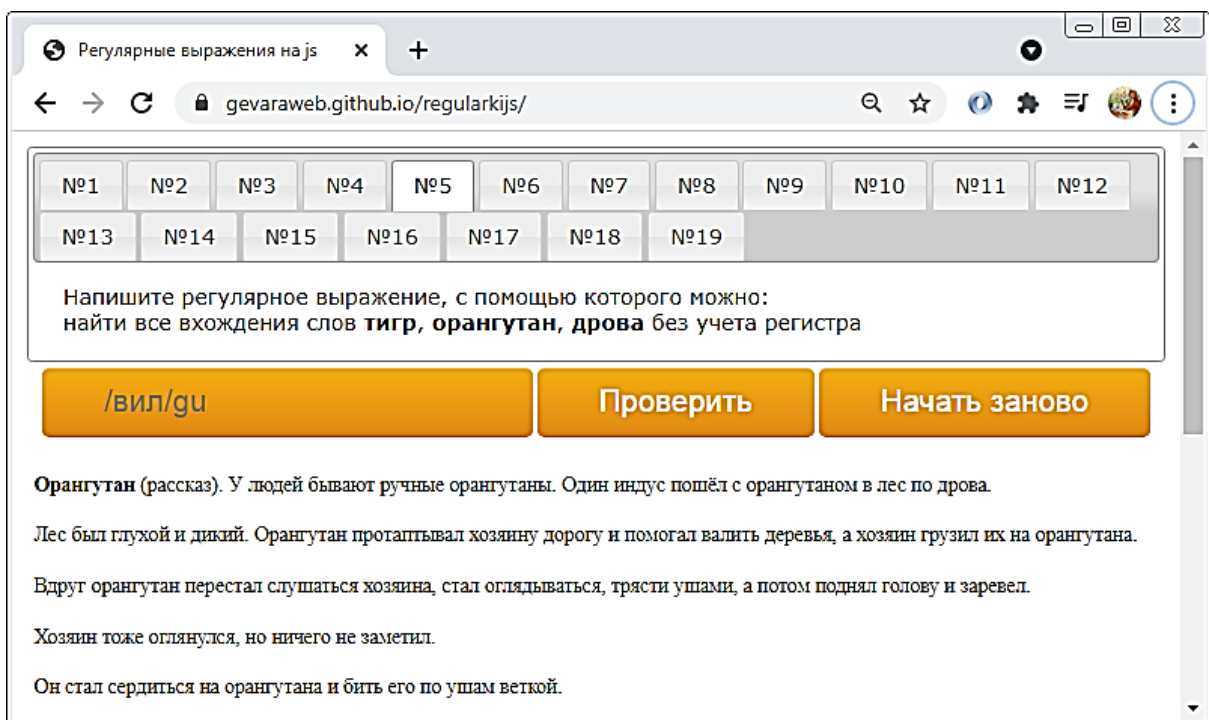 Регулярные выражения на js
gevaraweb.github.io/regularkijs/
№1 №2 №3 №4 №5 №6 №7 №8 №9 №10 №11 №12
№13 №14 №15 №16 №17 №18 №19
Напишите регулярное выражение, с помощью которого можно:
найти все вхождения слов тигр, орангутан, дрова без учета регистра
/вил/gu Проверить Начать заново
Орангутан (рассказ). У людей бывают ручные орангутаны. Один индус пошёл с орангутаном в лес по дрова.
Лес был глухой и дикий. Орангутан протаптывал хозяину дорогу и помогал валить деревья, а хозяин грузил их на орангутана.
Вдруг орангутан перестал слушаться хозяина, стал оглядываться, трясти ушами, а потом поднял голову и заревел.
Хозяин тоже оглянулся, но ничего не заметил.
Он стал сердиться на орангутана и бить его по ушам веткой.